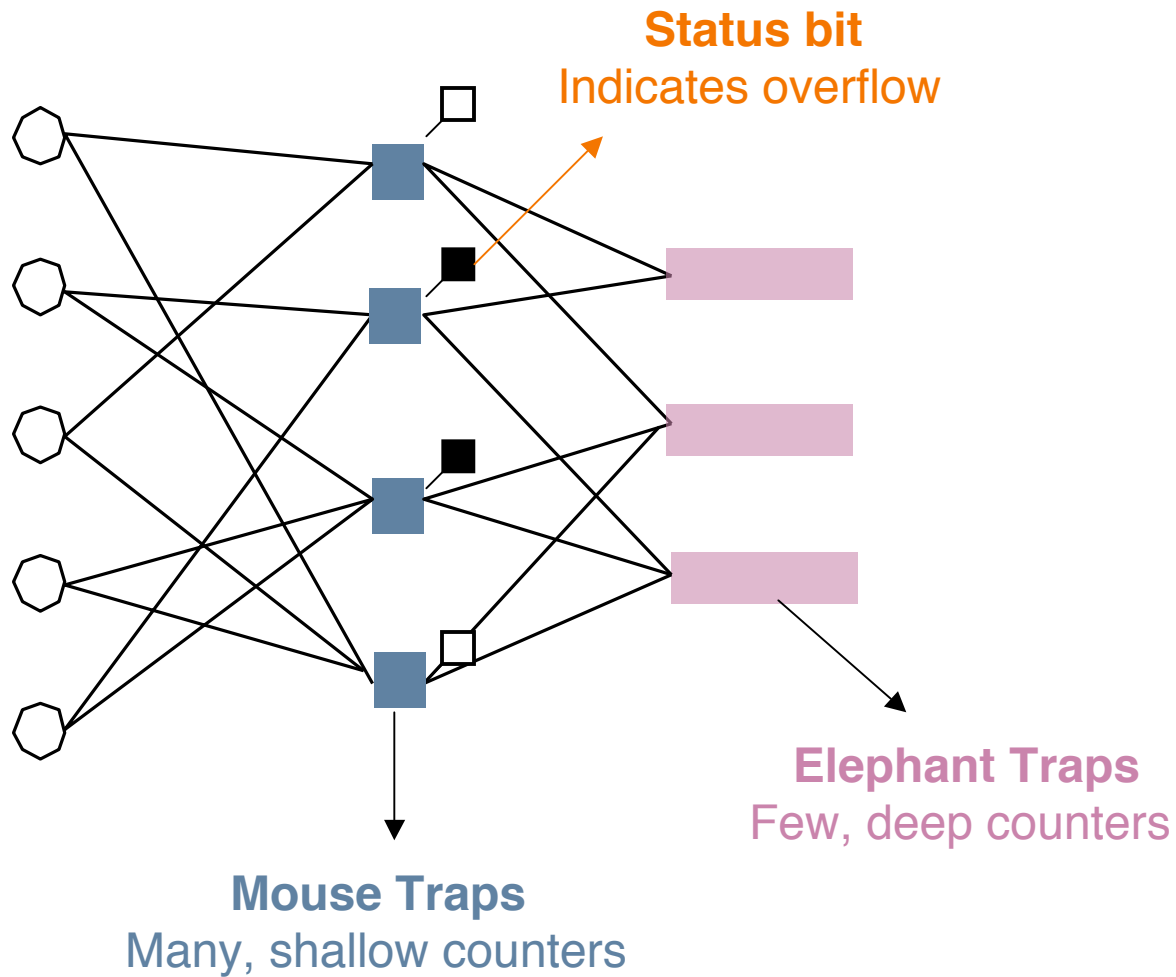 Status bit
Indicates overflow
Elephant Traps
Few, deep counters
Mouse Traps
Many, shallow counters